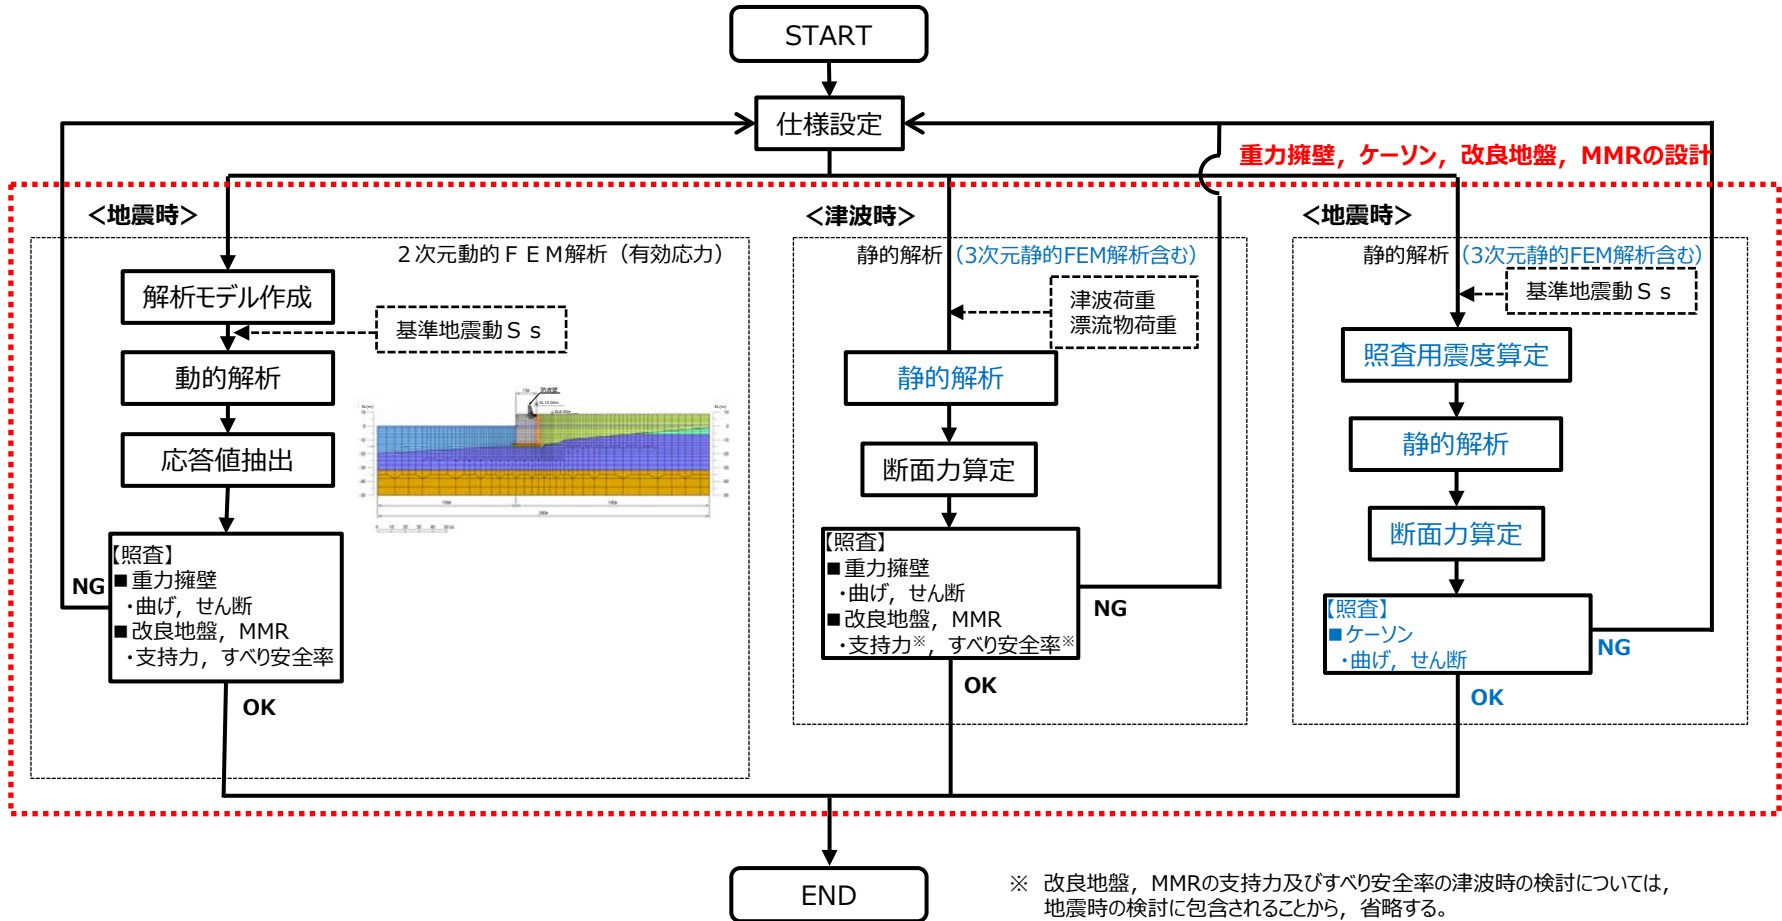 START
仕様設定
重力擁壁，ケーソン，改良地盤，MMRの設計
＜地震時＞
２次元動的ＦＥＭ解析（有効応力）
解析モデル作成
基準地震動Ｓｓ
動的解析
応答値抽出
防波壁
【照査】
■重力擁壁
・曲げ，せん断
■改良地盤，MMR
・支持力，すべり安全率
NG
OK
＜津波時＞
静的解析（3次元静的FEM解析含む）
津波荷重
漂流物荷重
静的解析
断面力算定
【照査】
■重力擁壁
・曲げ，せん断
■改良地盤，MMR
・支持力※，すべり安全率※
NG
OK
＜地震時＞
静的解析（3次元静的FEM解析含む）
基準地震動Ｓｓ
照査用震度算定
静的解析
断面力算定
【照査】
■ケーソン
・曲げ，せん断
NG
OK
END
※　改良地盤，MMRの支持力及びすべり安全率の津波時の検討については，
地震時の検討に包含されることから，省略する。